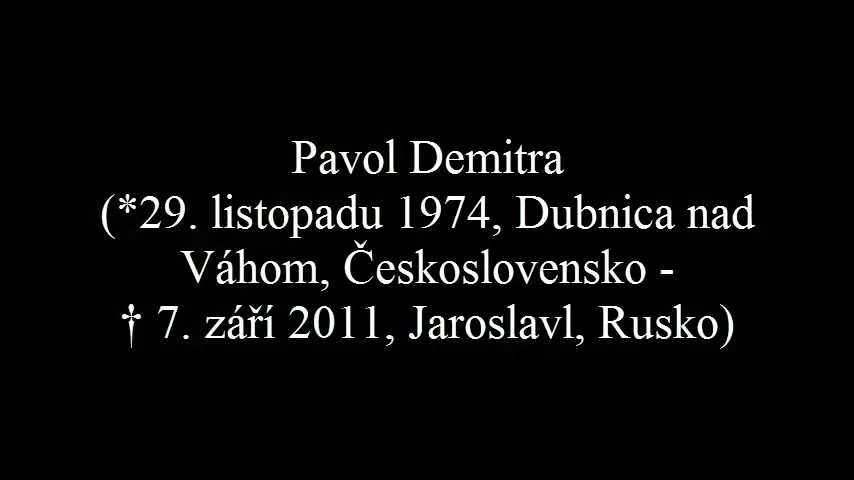 Pavol Demitra
(*29. listopadu 1974, Dubnica nad
Váhom, Československo -
† 7. září 2011, Jaroslavl, Rusko)